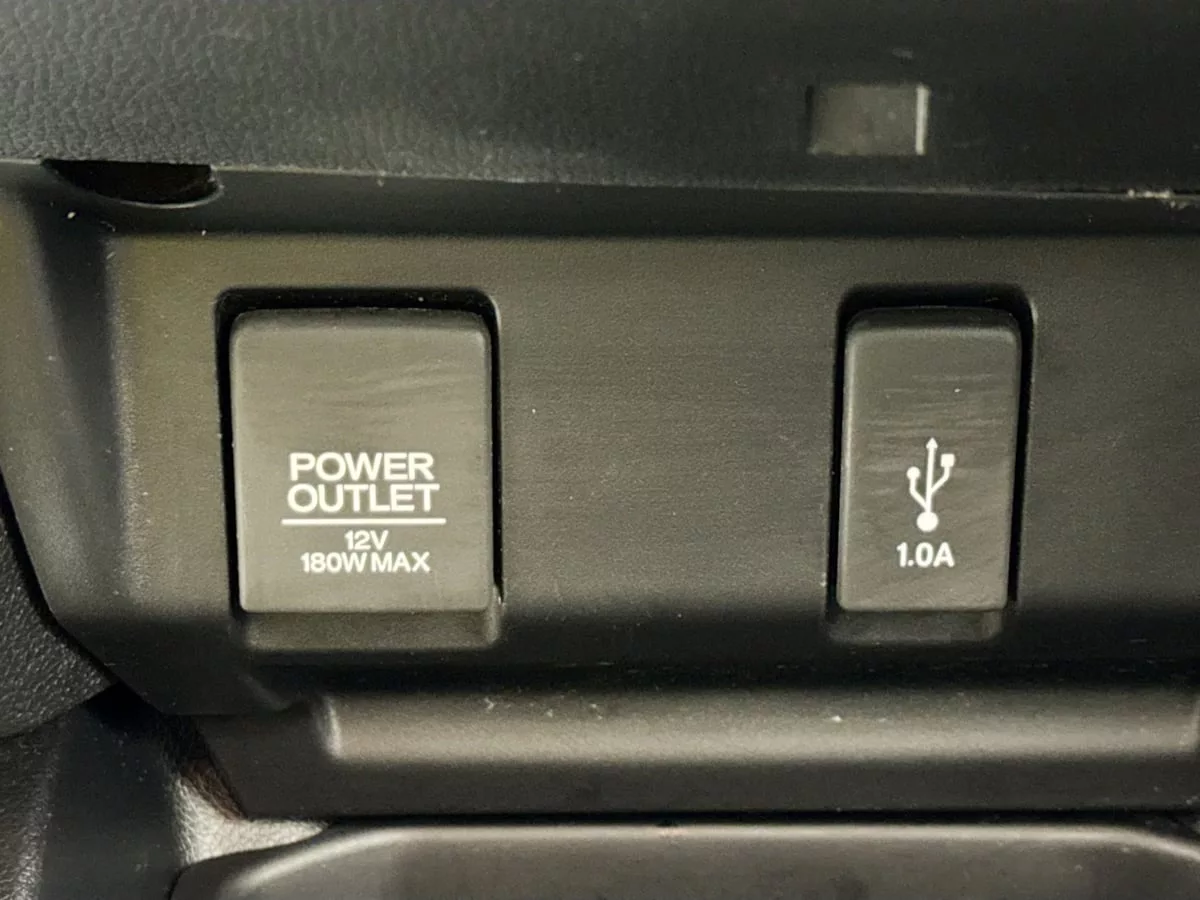 POWER
OUTLET
12V
180W MAX
1.0A